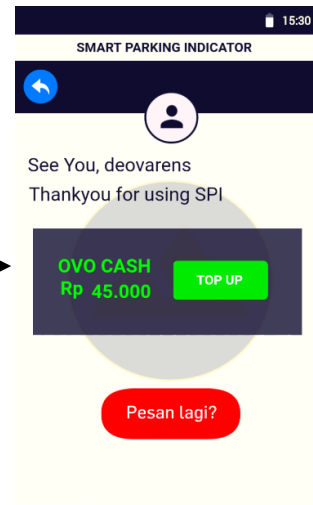 15:30
SMART PARKING INDICATOR
See You, deovarens
Thankyou for using SPI
OVO CASH
Rp 45.000
TOP UP
Pesan lagi?